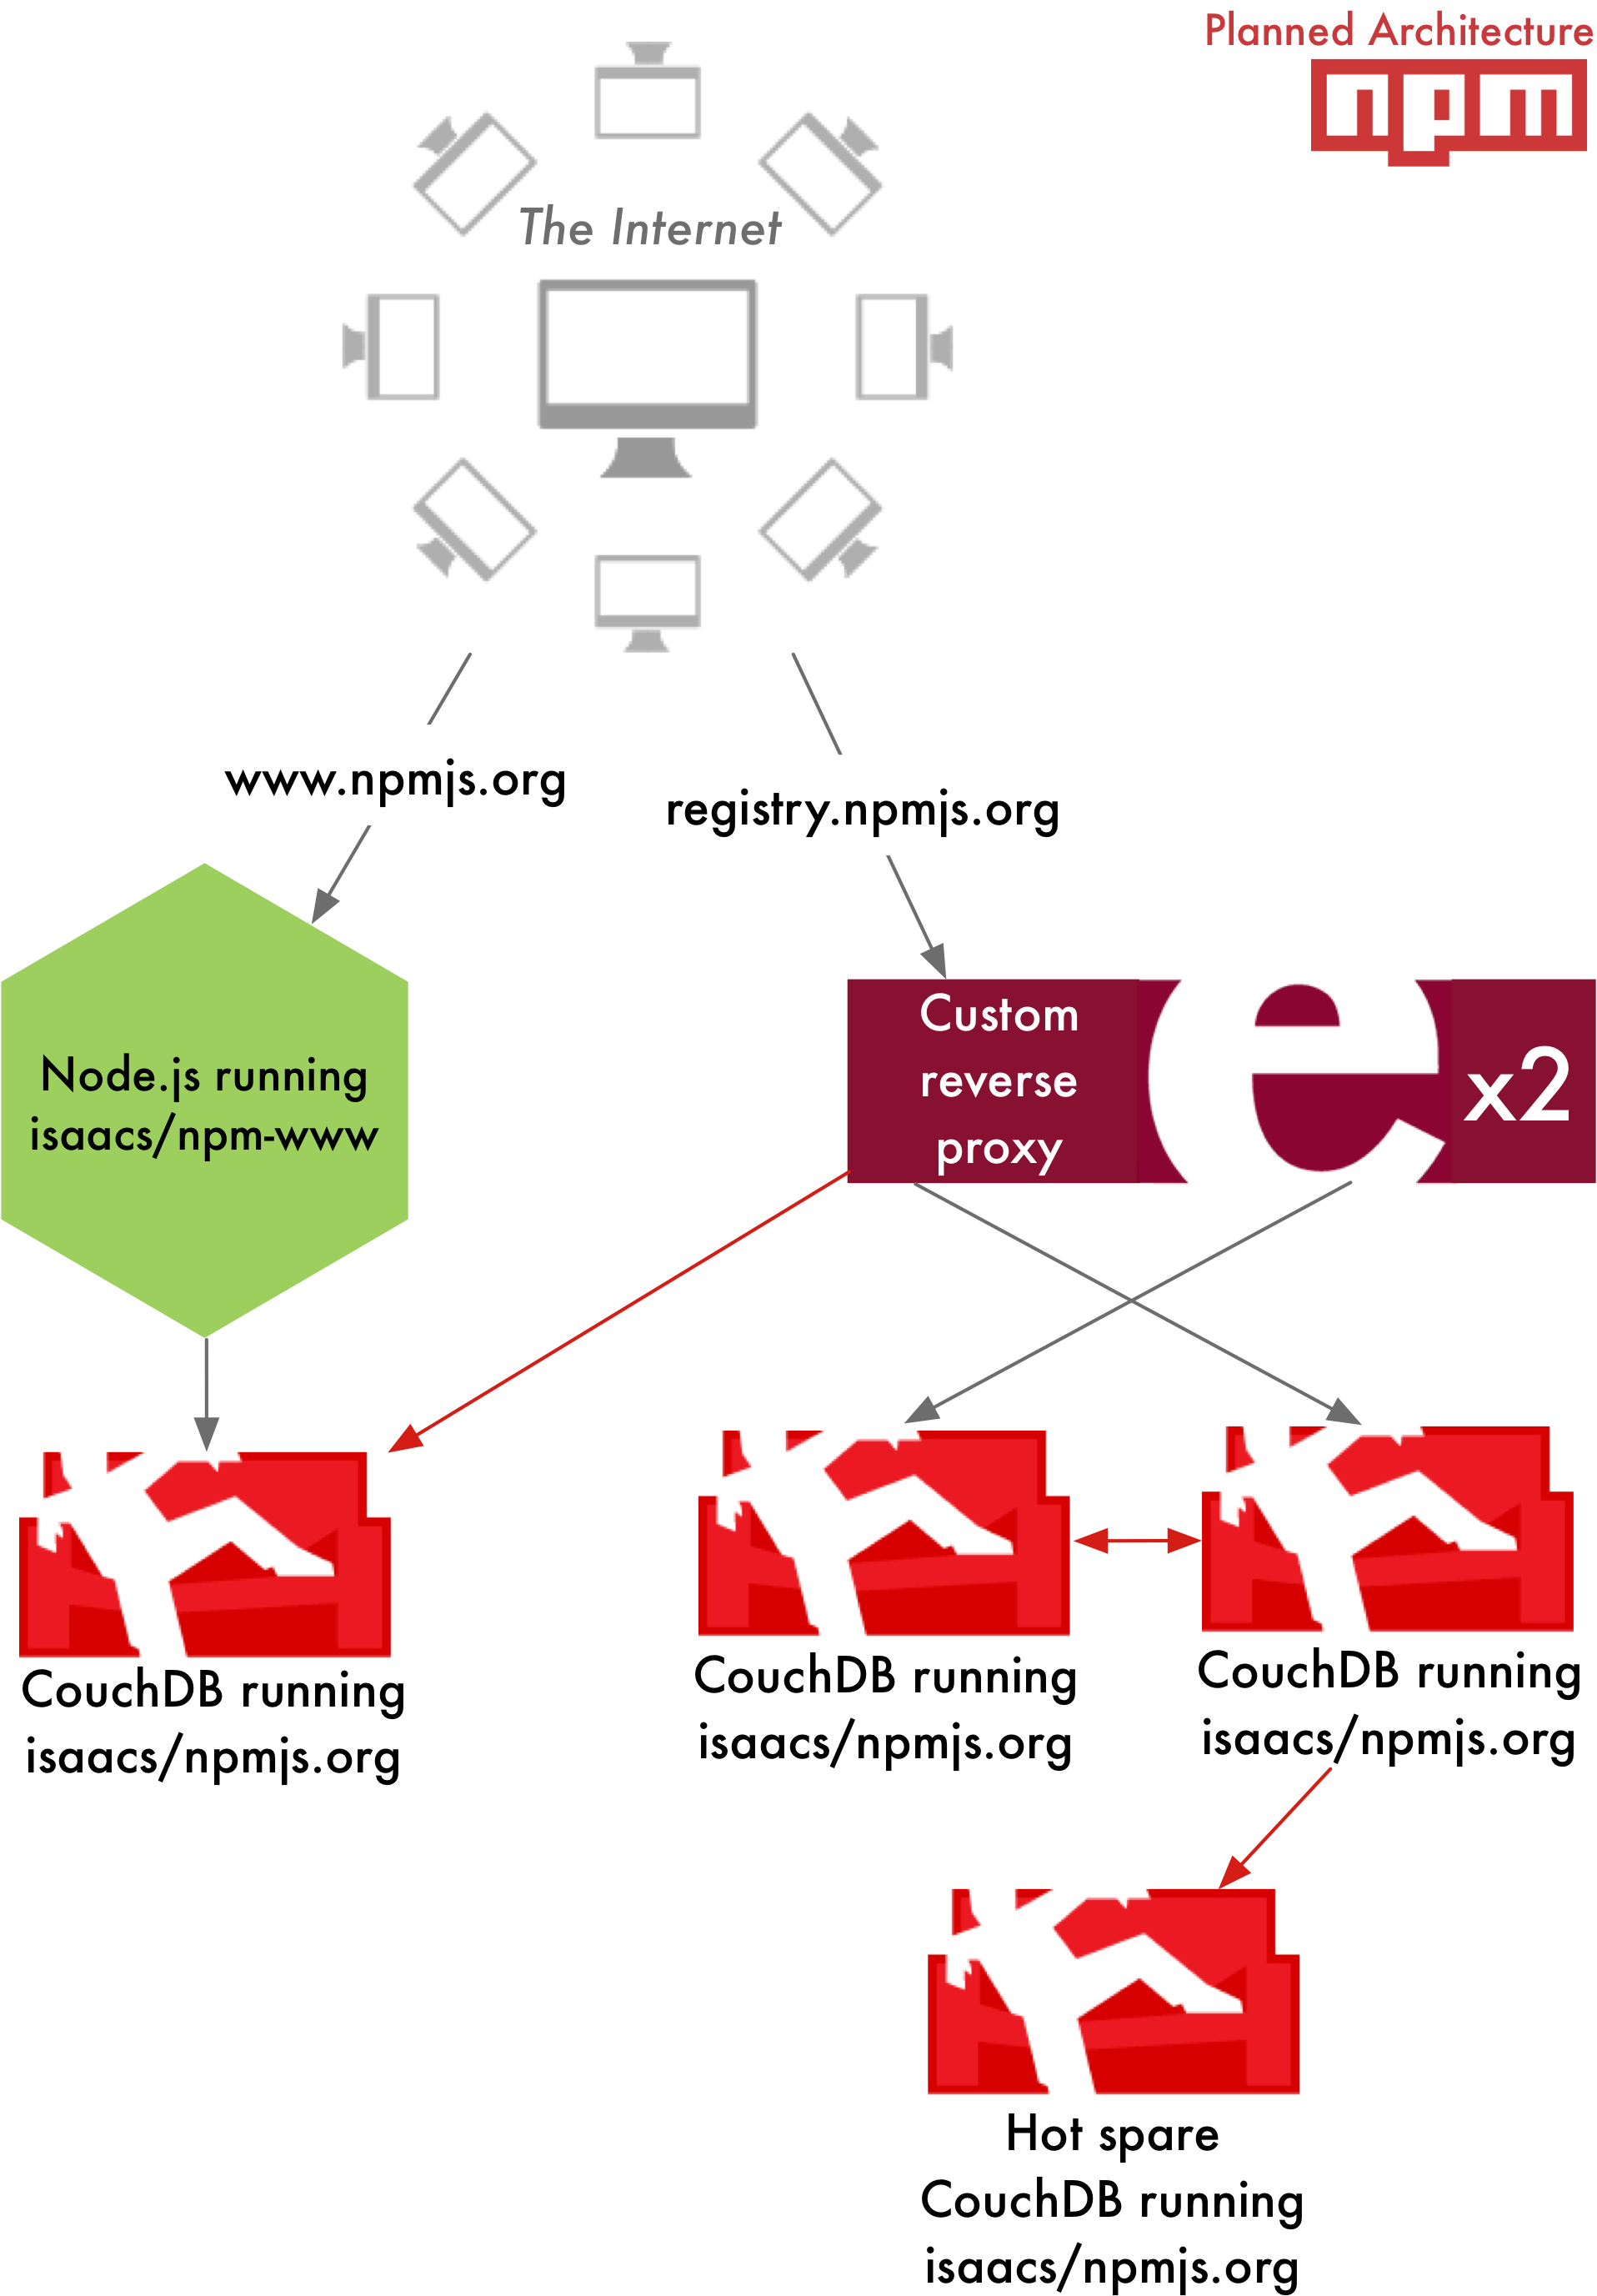 Planned Architecture
npm
The Internet
www.npmjs.org
registry.npmjs.org
Node.js running
isaacs/npm-www
Custom
reverse
proxy
e
x2
CouchDB running
isaacs/npmjs.org
CouchDB running
isaacs/npmjs.org
CouchDB running
isaacs/npmjs.org
Hot spare
CouchDB running
isaacs/npmjs.org